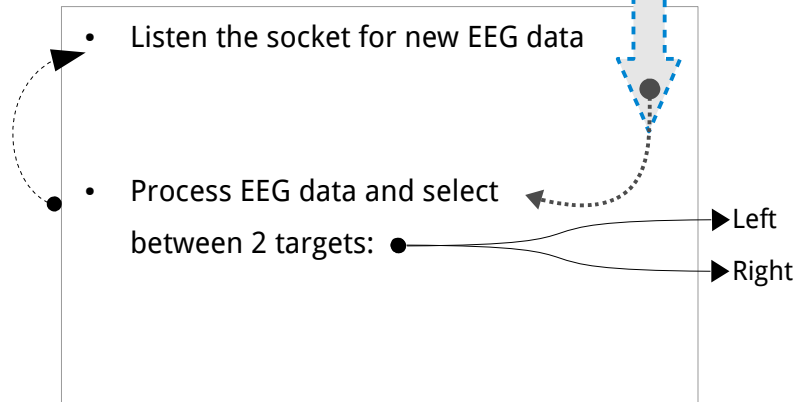 • Listen the socket for new EEG data
• Process EEG data and select
between 2 targets:
Left
Right